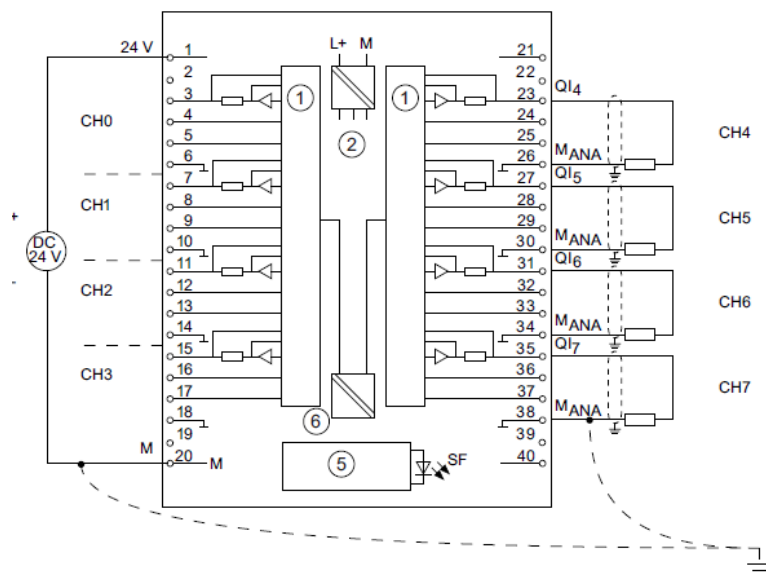 24 V
1
2
3
4
5
6
7
8
9
10
11
12
13
14
15
16
17
18
19
20
M
M
CH0
CH1
CH2
CH3
+
DC
24 V
-
L+ M
1
1
2
6
5
SF
21
22
23
24
25
26
27
28
29
30
31
32
33
34
35
36
37
38
39
40
QI4
MANA
QI5
MANA
QI6
MANA
QI7
MANA
CH4
CH5
CH6
CH7